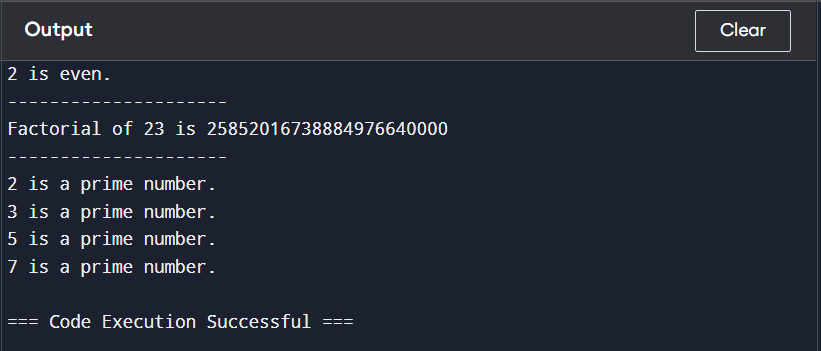 Output
Clear
2 is even.
---------------------
Factorial of 23 is 25852016738884976640000
---------------------
2 is a prime number.
3 is a prime number.
5 is a prime number.
7 is a prime number.
=== Code Execution Successful ===